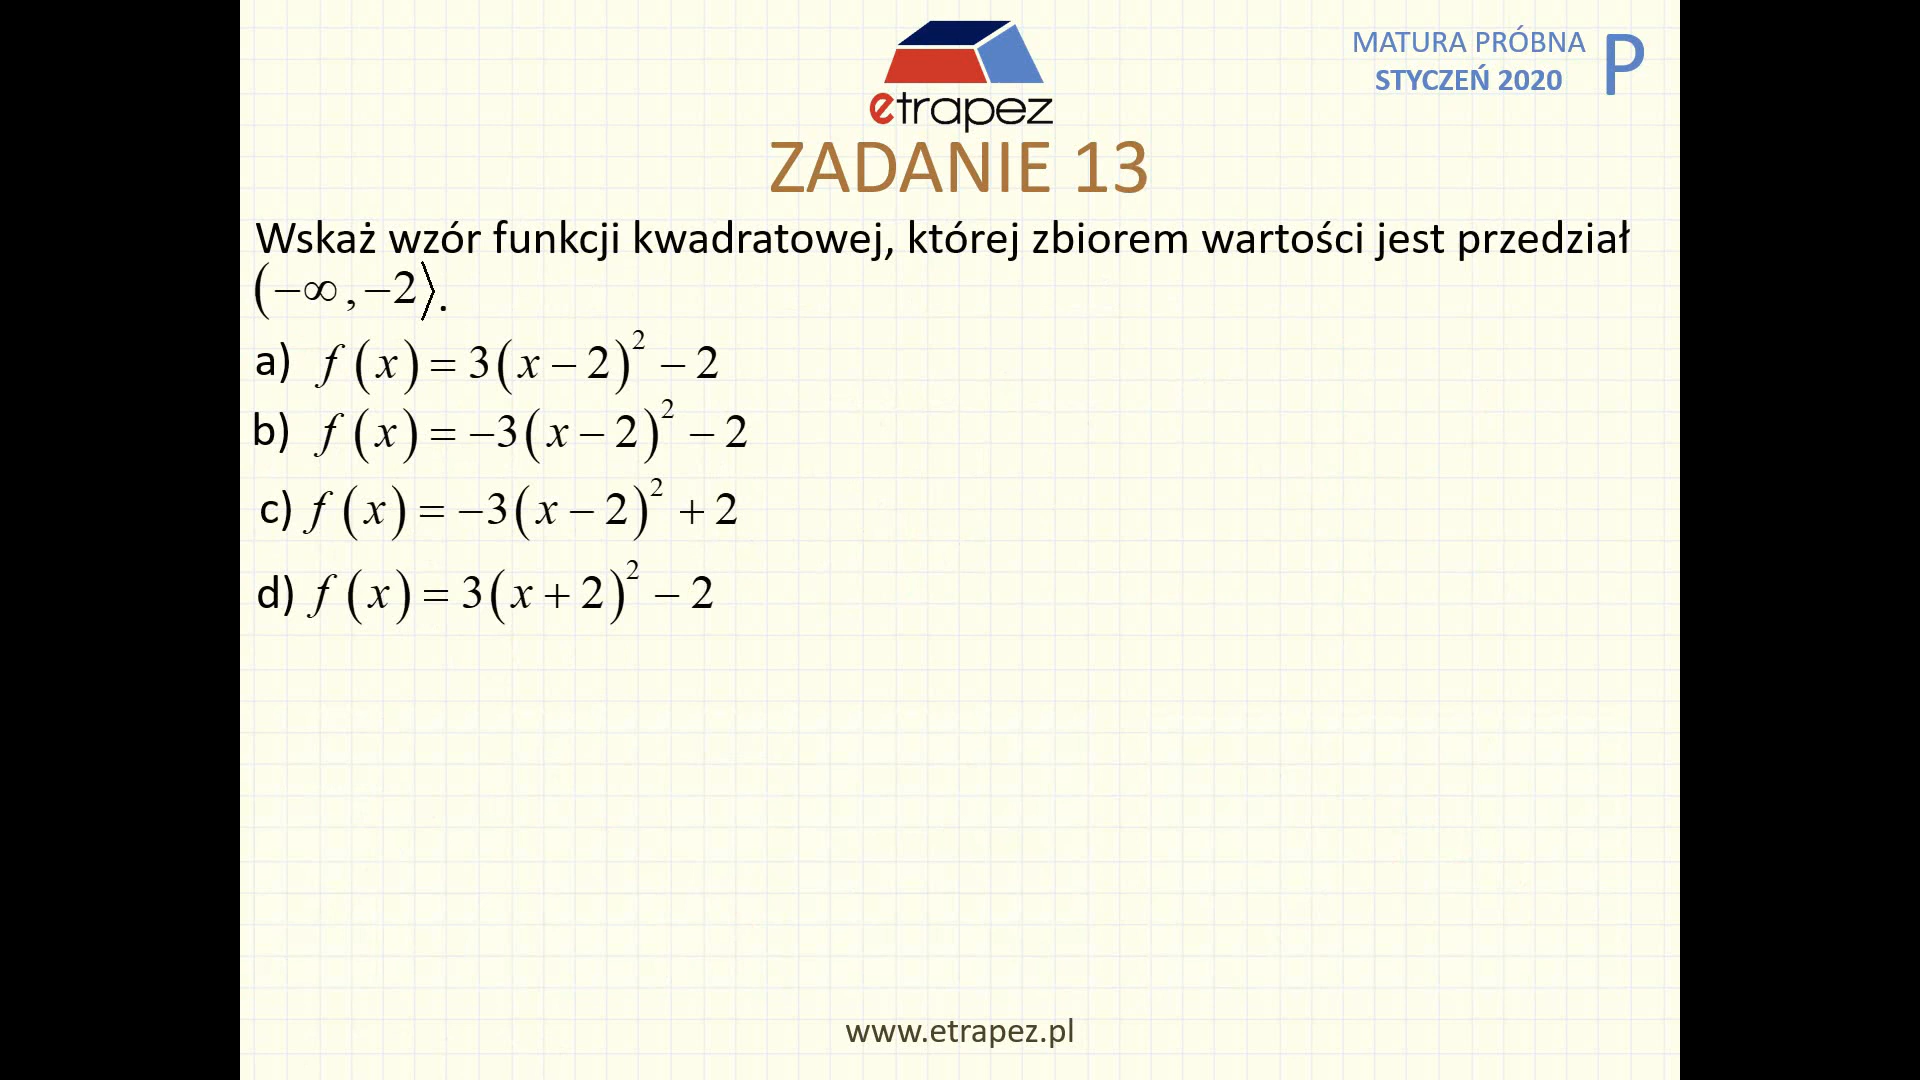 etrapez
MATURA PRÓBNA
STYCZEŃ 2020
P
ZADANIE 13
Wskaż wzór funkcji kwadratowej, której zbiorem wartości jest przedział
(−∞,−2⟩.
a) f(x)=3(x−2)²−2
b) f(x)=−3(x−2)²−2
c) f(x)=−3(x−2)²+2
d) f(x)=3(x+2)²−2
www.etrapez.pl